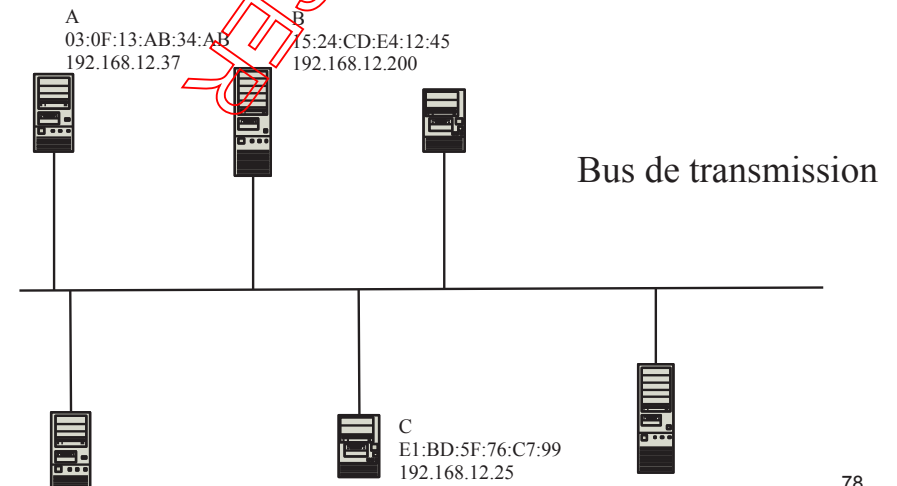 A
03:0F:13:AB:34:AB
192.168.12.37
B
15:24:CD:E4:12:45
192.168.12.200
Bus de transmission
C
E1:BD:5F:76:C7:99
192.168.12.25
78